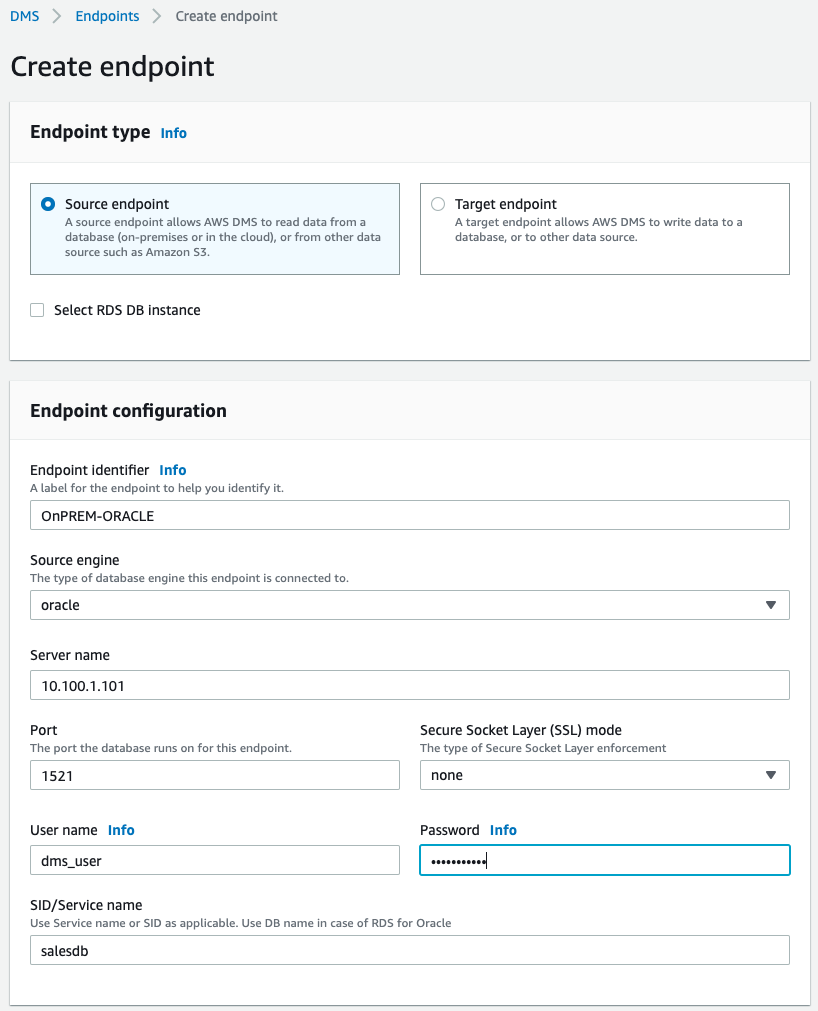 DMS > Endpoints > Create endpoint
Create endpoint
Endpoint type Info
Source endpoint
A source endpoint allows AWS DMS to read data from a
database (on-premises or in the cloud), or from other data
source such as Amazon S3.
Target endpoint
A target endpoint allows AWS DMS to write data to a
database, or to other data source.
Select RDS DB instance
Endpoint configuration
Endpoint identifier Info
A label for the endpoint to help you identify it.
OnPREM-ORACLE
Source engine
The type of database engine this endpoint is connected to.
oracle
Server name
10.100.1.101
Port
The port the database runs on for this endpoint.
1521
Secure Socket Layer (SSL) mode
The type of Secure Socket Layer enforcement
none
User name Info
dms_user
Password Info
•••••••••••
SID/Service name
Use Service name or SID as applicable. Use DB name in case of RDS for Oracle
salesdb